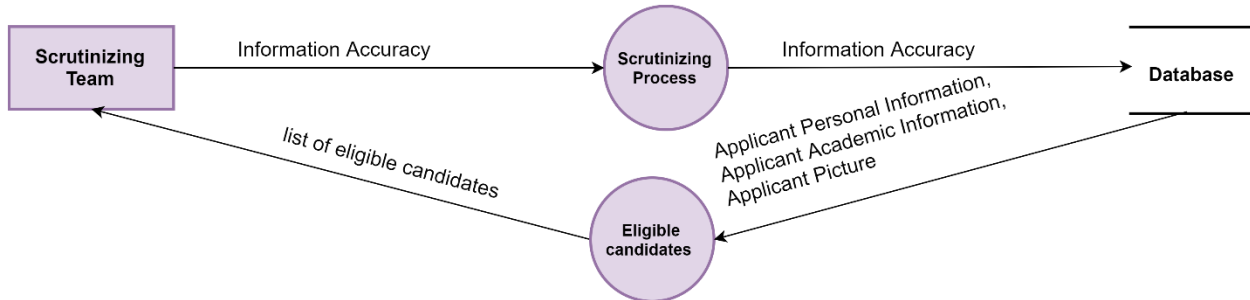 Information Accuracy
Information Accuracy
Scrutinizing
Team
Scrutinizing
Process
Database
Applicant Personal Information,
Applicant Academic Information,
Applicant Picture
list of eligible candidates
Eligible
candidates